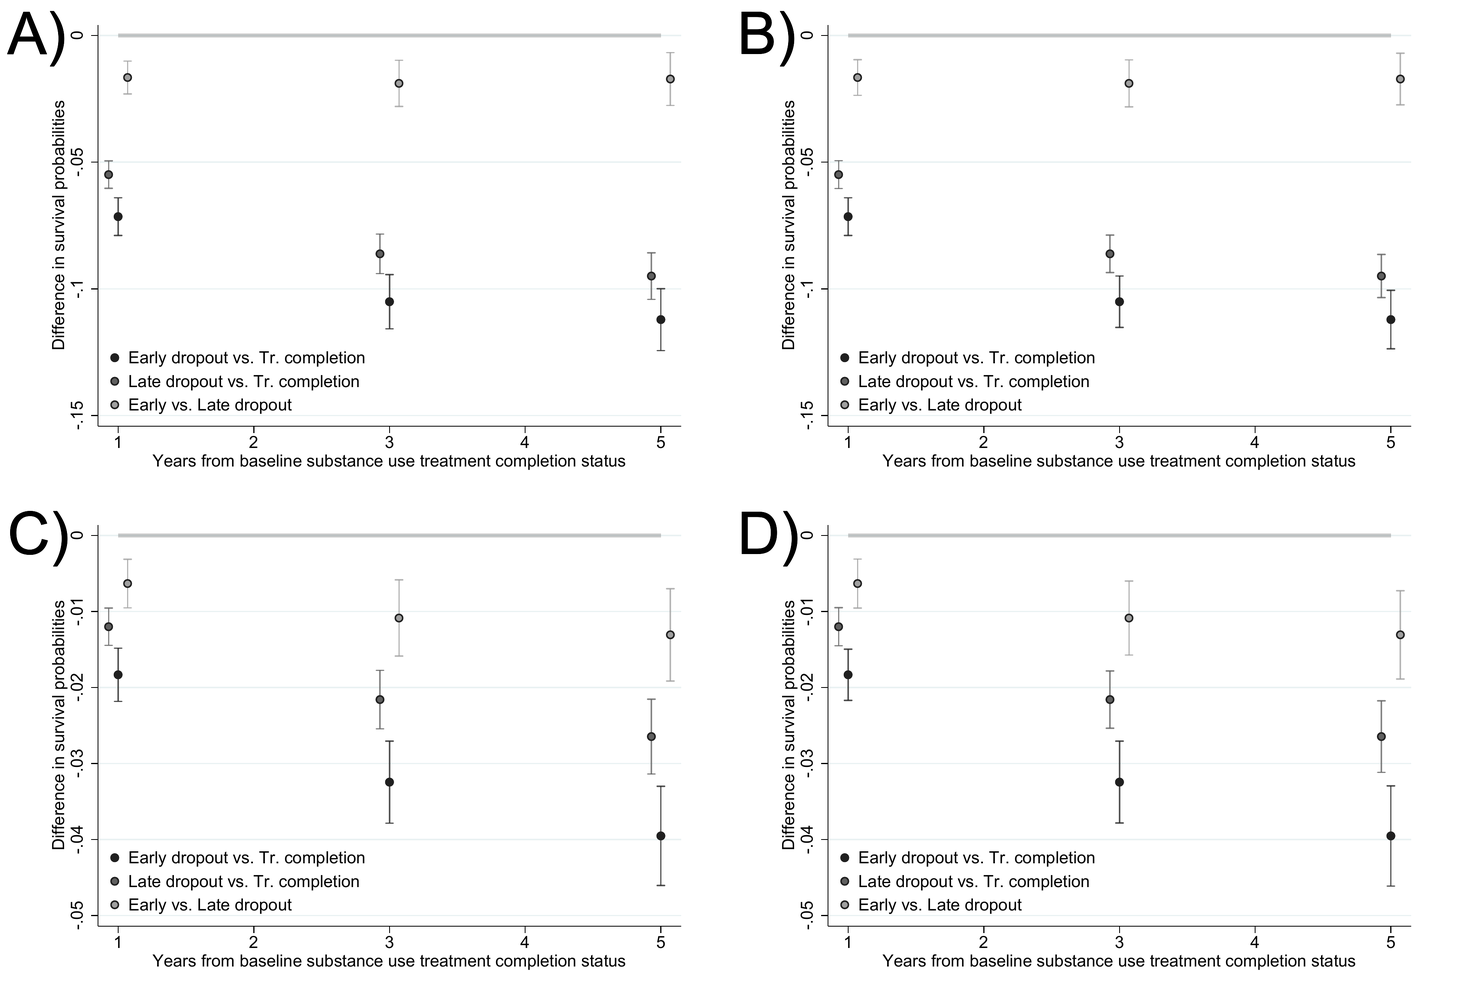 A)
Difference in survival probabilities
0
-.05
-.1
-.15
Early dropout vs. Tr. completion
Late dropout vs. Tr. completion
Early vs. Late dropout
1 2 3 4 5
Years from baseline substance use treatment completion status
B)
Difference in survival probabilities
0
-.05
-.1
-.15
Early dropout vs. Tr. completion
Late dropout vs. Tr. completion
Early vs. Late dropout
1 2 3 4 5
Years from baseline substance use treatment completion status
C)
Difference in survival probabilities
0
-.01
-.02
-.03
-.04
-.05
Early dropout vs. Tr. completion
Late dropout vs. Tr. completion
Early vs. Late dropout
1 2 3 4 5
Years from baseline substance use treatment completion status
D)
Difference in survival probabilities
0
-.01
-.02
-.03
-.04
-.05
Early dropout vs. Tr. completion
Late dropout vs. Tr. completion
Early vs. Late dropout
1 2 3 4 5
Years from baseline substance use treatment completion status